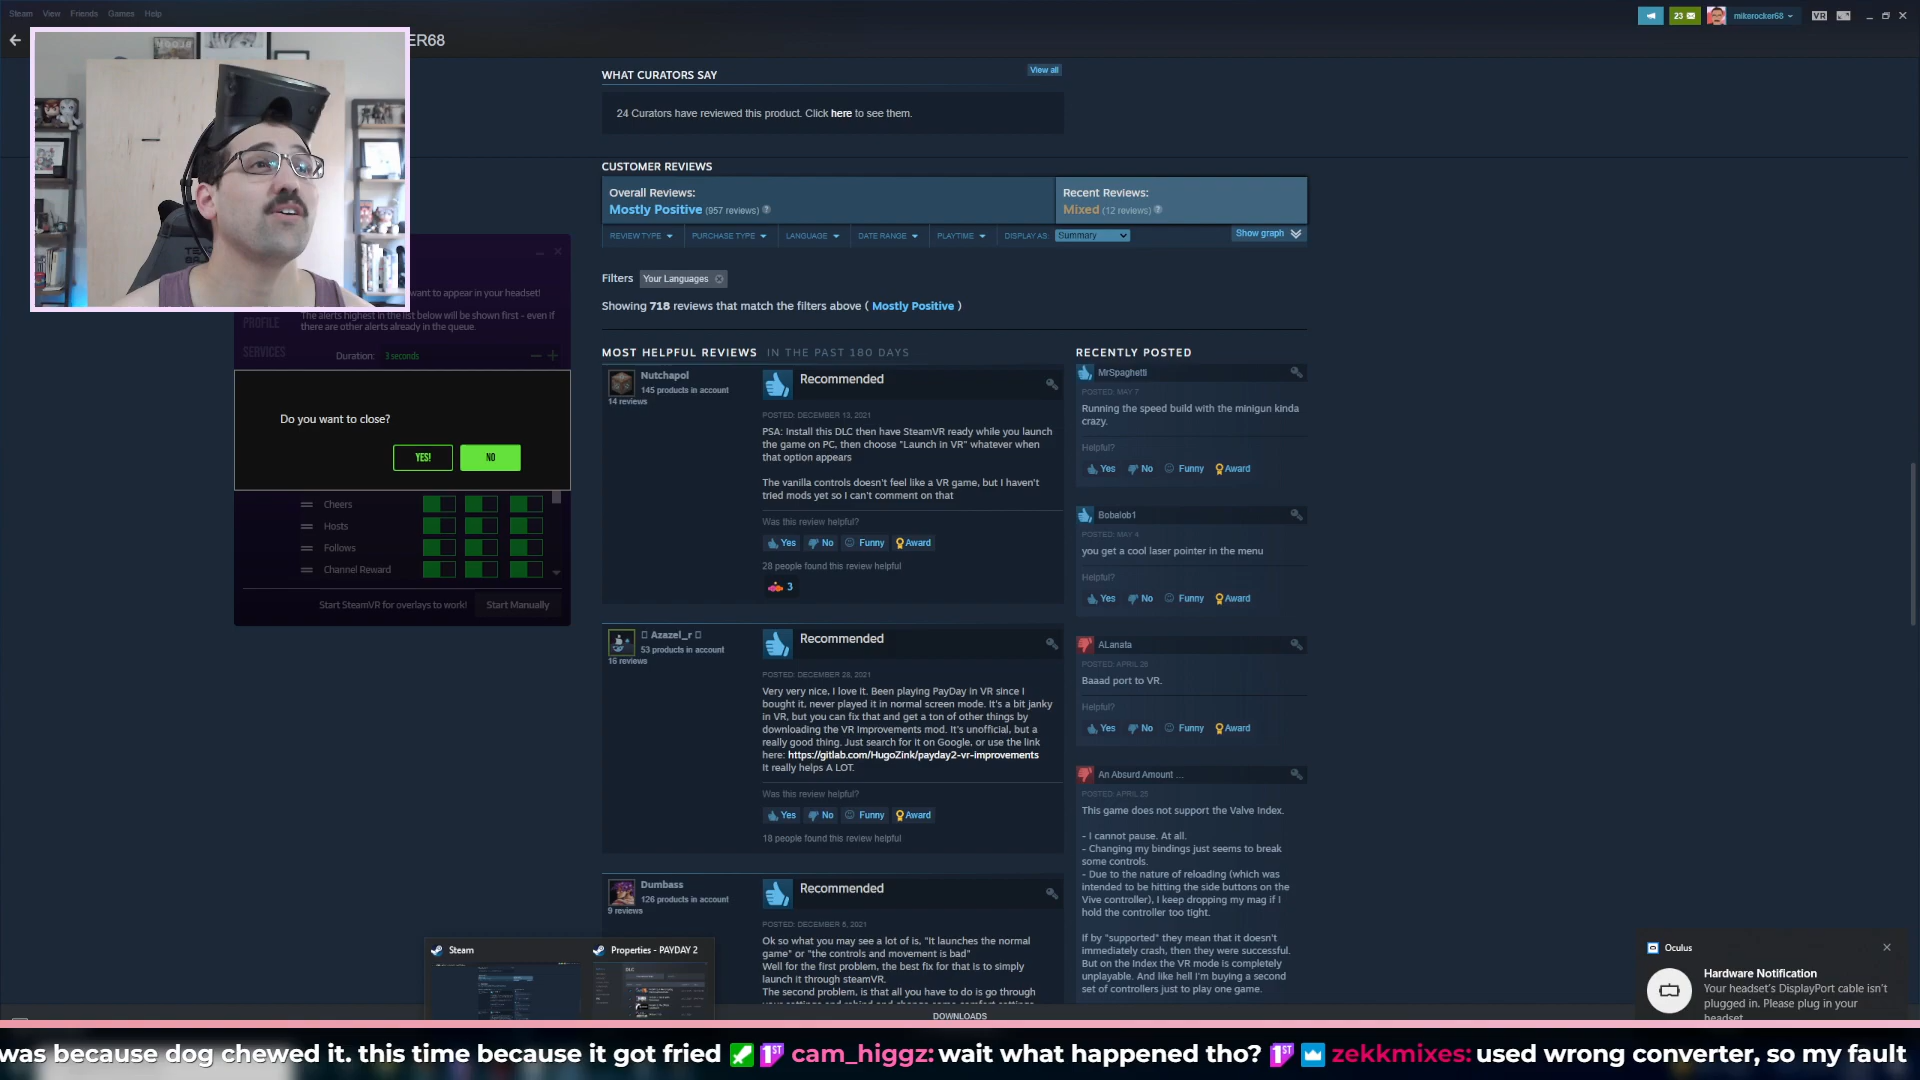 Steam View Friends Games Help
23 mikerocker68 VR
ER68
WHAT CURATORS SAY View all
24 Curators have reviewed this product. Click here to see them.
CUSTOMER REVIEWS
Overall Reviews:
Mostly Positive (957 reviews)
Recent Reviews:
Mixed (12 reviews)
REVIEW TYPE PURCHASE TYPE LANGUAGE DATE RANGE PLAYTIME DISPLAY AS: Summary Show graph
Filters Your Languages
Showing 718 reviews that match the filters above ( Mostly Positive )
want to appear in your headset!
The alerts highest in the list below will be shown first - even if
there are other alerts already in the queue.
PROFILE
SERVICES
Duration: 3 seconds
Do you want to close?
YES! NO
Cheers
Hosts
Follows
Channel Reward
Start SteamVR for overlays to work! Start Manually
MOST HELPFUL REVIEWS IN THE PAST 180 DAYS
Nutchapol
145 products in account
14 reviews
Recommended
POSTED: DECEMBER 13, 2021
PSA: Install this DLC then have SteamVR ready while you launch
the game on PC, then choose "Launch in VR" whatever when
that option appears
The vanilla controls doesn't feel like a VR game, but I haven't
tried mods yet so I can't comment on that
Was this review helpful?
Yes No Funny Award
28 people found this review helpful
3
Azazel_r
53 products in account
16 reviews
Recommended
POSTED: DECEMBER 28, 2021
Very very nice, I love it. Been playing PayDay in VR since I
bought it, never played it in normal screen mode. It's a bit janky
in VR, but you can fix that and get a ton of other things by
downloading the VR Improvements mod. It's unofficial, but a
really good thing. Just search for it on Google, or use the link
here: https://gitlab.com/HugoZink/payday2-vr-improvements
It really helps A LOT.
Was this review helpful?
Yes No Funny Award
18 people found this review helpful
Dumbass
126 products in account
9 reviews
Recommended
POSTED: DECEMBER 5, 2021
Ok so what you may see a lot of is, "It launches the normal
game" or "the controls and movement is bad"
Well for the first problem, the best fix for that is to simply
launch it through steamVR.
The second problem, is that all you have to do is go through
RECENTLY POSTED
MrSpaghetti
POSTED: MAY 7
Running the speed build with the minigun kinda
crazy.
Helpful?
Yes No Funny Award
Bobalob1
POSTED: MAY 4
you get a cool laser pointer in the menu
Helpful?
Yes No Funny Award
ALanata
POSTED: APRIL 26
Baaad port to VR.
Helpful?
Yes No Funny Award
An Absurd Amount ...
POSTED: APRIL 25
This game does not support the Valve Index.
- I cannot pause. At all.
- Changing my bindings just seems to break
some controls.
- Due to the nature of reloading (which was
intended to be hitting the side buttons on the
Vive controller), I keep dropping my mag if I
hold the controller too tight.
If by "supported" they mean that it doesn't
immediately crash, then they were successful.
But on the Index the VR mode is completely
unplayable. And like hell I'm buying a second
set of controllers just to play one game.
Steam Properties - PAYDAY 2
DOWNLOADS
Oculus
Hardware Notification
Your headset's DisplayPort cable isn't
plugged in. Please plug in your
headset
was because dog chewed it. this time because it got fried 1ST cam_higgz: wait what happened tho? 1ST zekkmixes: used wrong converter, so my fault